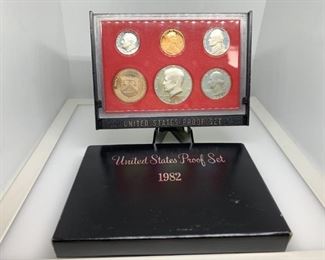 UNITED STATES PROOF SET
United States Proof Set
1982